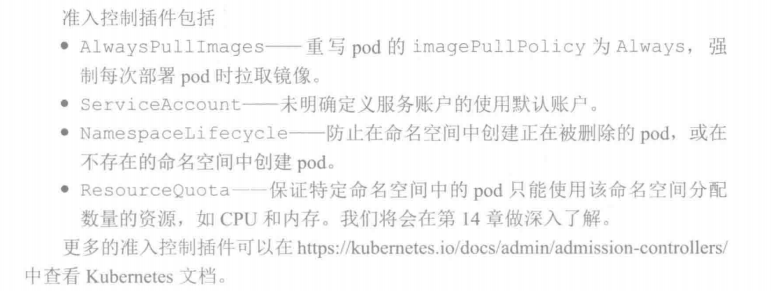 准入控制插件包括
● AlwaysPullImages——重写 pod 的 imagePullPolicy 为 Always，强
制每次部署 pod 时拉取镜像。
● ServiceAccount——未明确定义服务账户的使用默认账户。
● NamespaceLifecycle——防止在命名空间中创建正在被删除的 pod，或在
不存在的命名空间中创建 pod。
● ResourceQuota——保证特定命名空间中的 pod 只能使用该命名空间分配
数量的资源，如 CPU 和内存。我们将会在第 14 章做深入了解。
更多的准入控制插件可以在 https://kubernetes.io/docs/admin/admission-controllers/
中查看 Kubernetes 文档。